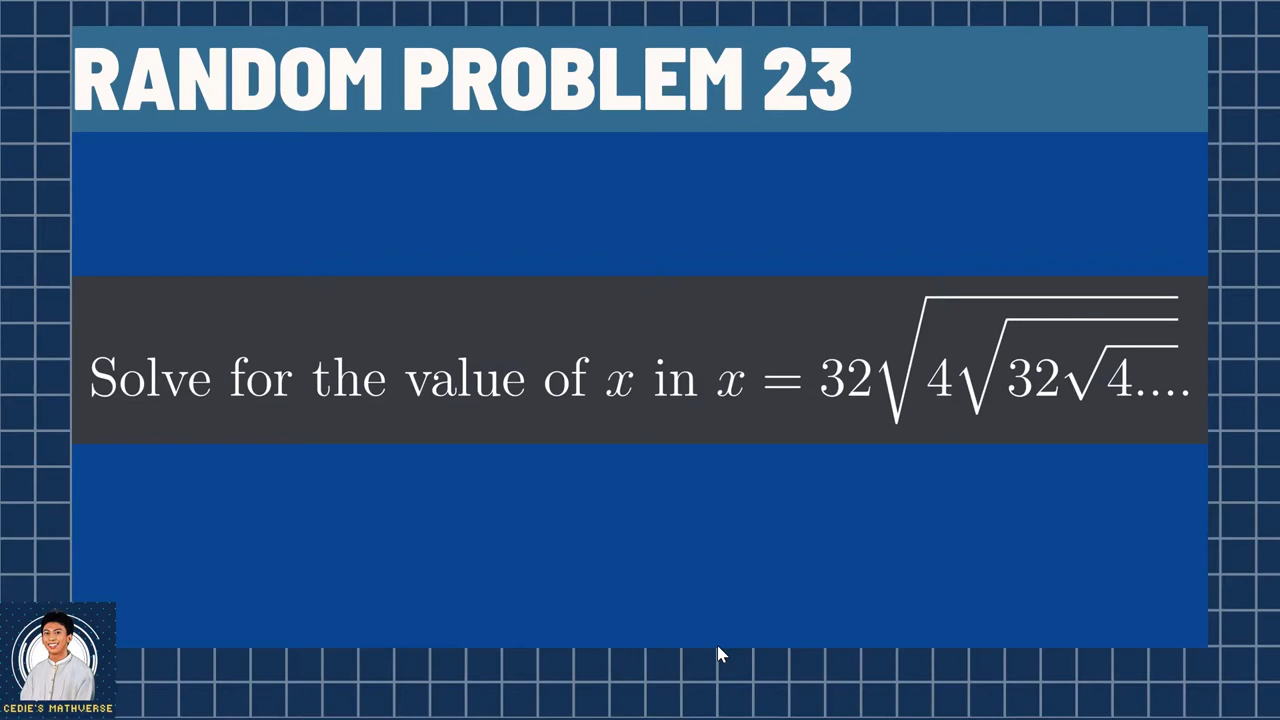 RANDOM PROBLEM 23
Solve for the value of x in x = 32√(4√(32√(4....
CEDIE'S MATHVERSE